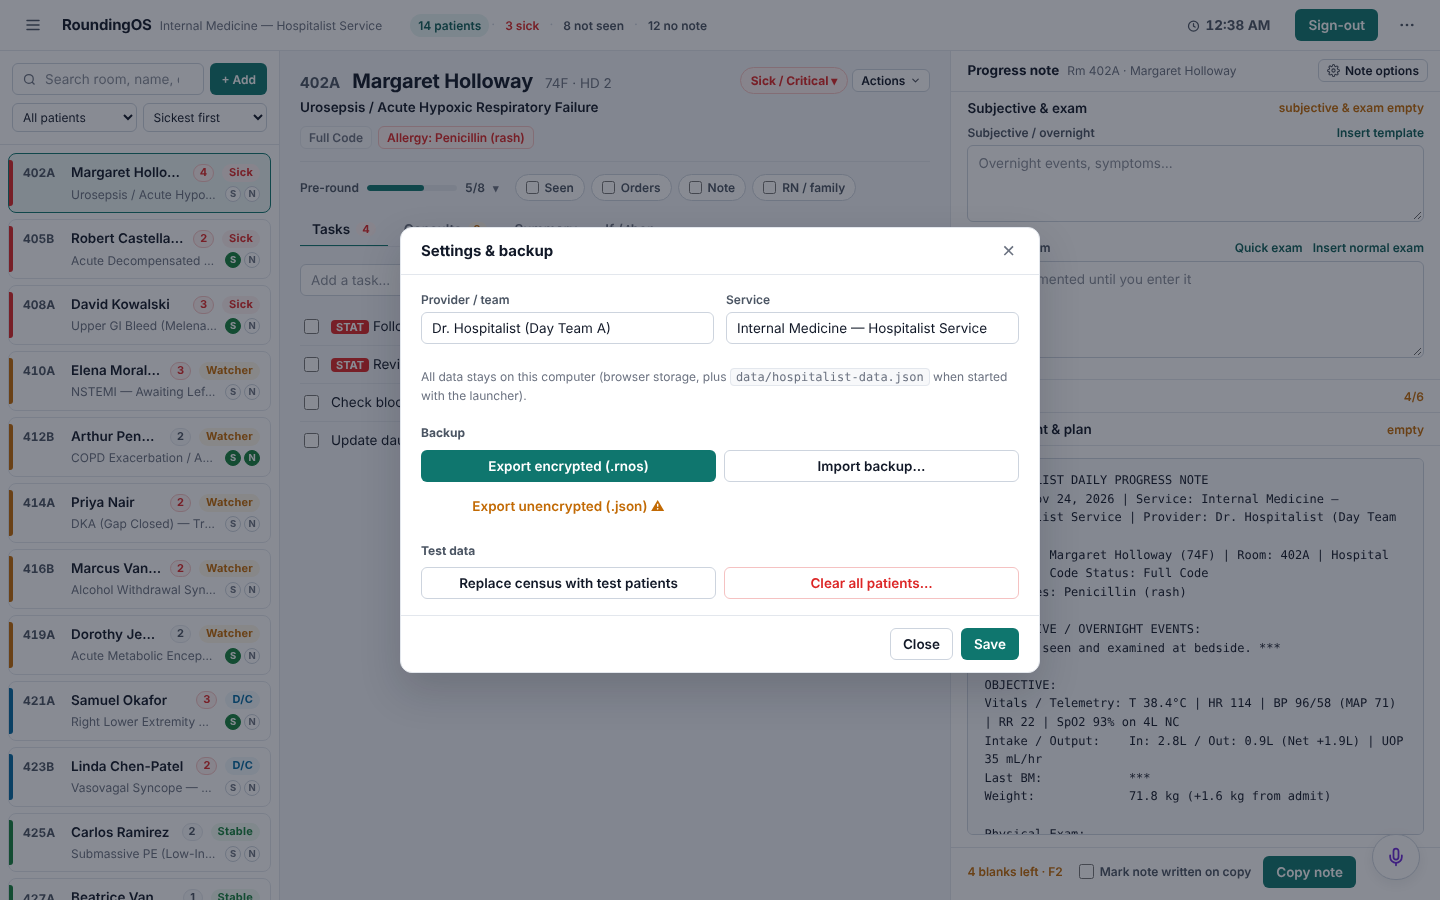 RoundingOS Internal Medicine — Hospitalist Service 14 patients · 3 sick · 8 not seen · 12 no note 12:38 AM Sign-out ···
Search room, name, + Add
All patients Sickest first
402A Margaret Hollo... 4 Sick
Urosepsis / Acute Hypo... S N
405B Robert Castella... 2 Sick
Acute Decompensated ... S N
408A David Kowalski 3 Sick
Upper GI Bleed (Melena... S N
410A Elena Moral... 3 Watcher
NSTEMI — Awaiting Lef... S N
412B Arthur Pen... 2 Watcher
COPD Exacerbation / A... S N
414A Priya Nair 2 Watcher
DKA (Gap Closed) — Tr... S N
416B Marcus Van... 2 Watcher
Alcohol Withdrawal Syn... S N
419A Dorothy Je... 2 Watcher
Acute Metabolic Encep... S N
421A Samuel Okafor 3 D/C
Right Lower Extremity ... S N
423B Linda Chen-Patel 2 D/C
Vasovagal Syncope — ... S N
425A Carlos Ramirez 2 Stable
Submassive PE (Low-In... S N
427A Beatrice Van 1 Stable
402A Margaret Holloway 74F · HD 2 Sick / Critical ▾ Actions
Urosepsis / Acute Hypoxic Respiratory Failure
Full Code Allergy: Penicillin (rash)
Pre-round 5/8 ▾ Seen Orders Note RN / family
Tasks 4
Add a task...
STAT Follo
STAT Revi
Check bloo
Update dau
Settings & backup ✕
Provider / team Service
Dr. Hospitalist (Day Team A) Internal Medicine — Hospitalist Service
All data stays on this computer (browser storage, plus data/hospitalist-data.json when started
with the launcher).
Backup
Export encrypted (.rnos) Import backup...
Export unencrypted (.json) ⚠
Test data
Replace census with test patients Clear all patients...
Close Save
Progress note Rm 402A · Margaret Holloway Note options
Subjective & exam subjective & exam empty
Subjective / overnight Insert template
Overnight events, symptoms...
m Quick exam Insert normal exam
mented until you enter it
4/6
nt & plan empty
LIST DAILY PROGRESS NOTE
ov 24, 2026 | Service: Internal Medicine —
ist Service | Provider: Dr. Hospitalist (Day Team
Margaret Holloway (74F) | Room: 402A | Hospital
Code Status: Full Code
es: Penicillin (rash)
IVE / OVERNIGHT EVENTS:
seen and examined at bedside. ***
OBJECTIVE:
Vitals / Telemetry: T 38.4°C | HR 114 | BP 96/58 (MAP 71)
| RR 22 | SpO2 93% on 4L NC
Intake / Output: In: 2.8L / Out: 0.9L (Net +1.9L) | UOP
35 mL/hr
Last BM: ***
Weight: 71.8 kg (+1.6 kg from admit)
Physical Exam:
4 blanks left · F2 Mark note written on copy Copy note